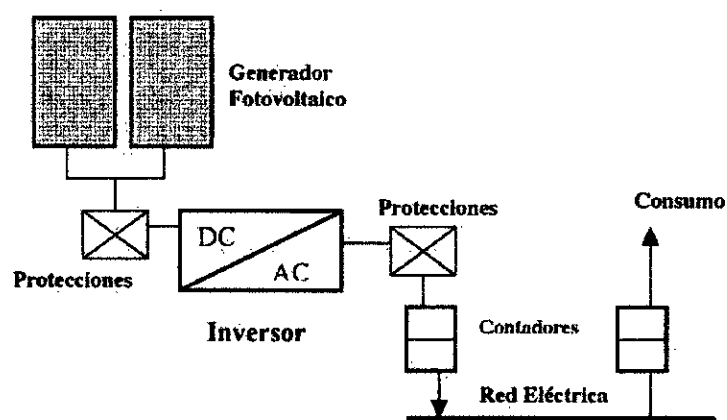 Generador
Fotovoltaico
Protecciones
Consumo
DC
AC
Protecciones
Inversor
Contadores
Red Eléctrica